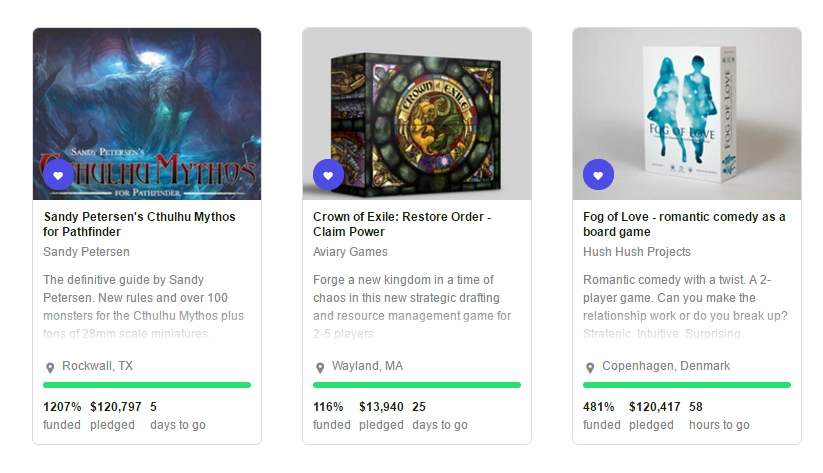 SANDY PETERSEN'S
CTHULHU MYTHOS
FOR PATHFINDER
Sandy Petersen's Cthulhu Mythos
for Pathfinder
Sandy Petersen
The definitive guide by Sandy
Petersen. New rules and over 100
monsters for the Cthulhu Mythos plus
tons of 28mm scale miniatures.
Rockwall, TX
1207% $120,797 5
funded pledged days to go
CROWN of EXILE
Crown of Exile: Restore Order -
Claim Power
Aviary Games
Forge a new kingdom in a time of
chaos in this new strategic drafting
and resource management game for
2-5 players
Wayland, MA
116% $13,940 25
funded pledged days to go
FOG OF LOVE
FOG OF LOVE
Fog of Love - romantic comedy as a
board game
Hush Hush Projects
Romantic comedy with a twist. A 2-
player game. Can you make the
relationship work or do you break up?
Strategic. Intuitive. Surprising.
Copenhagen, Denmark
481% $120,417 58
funded pledged hours to go